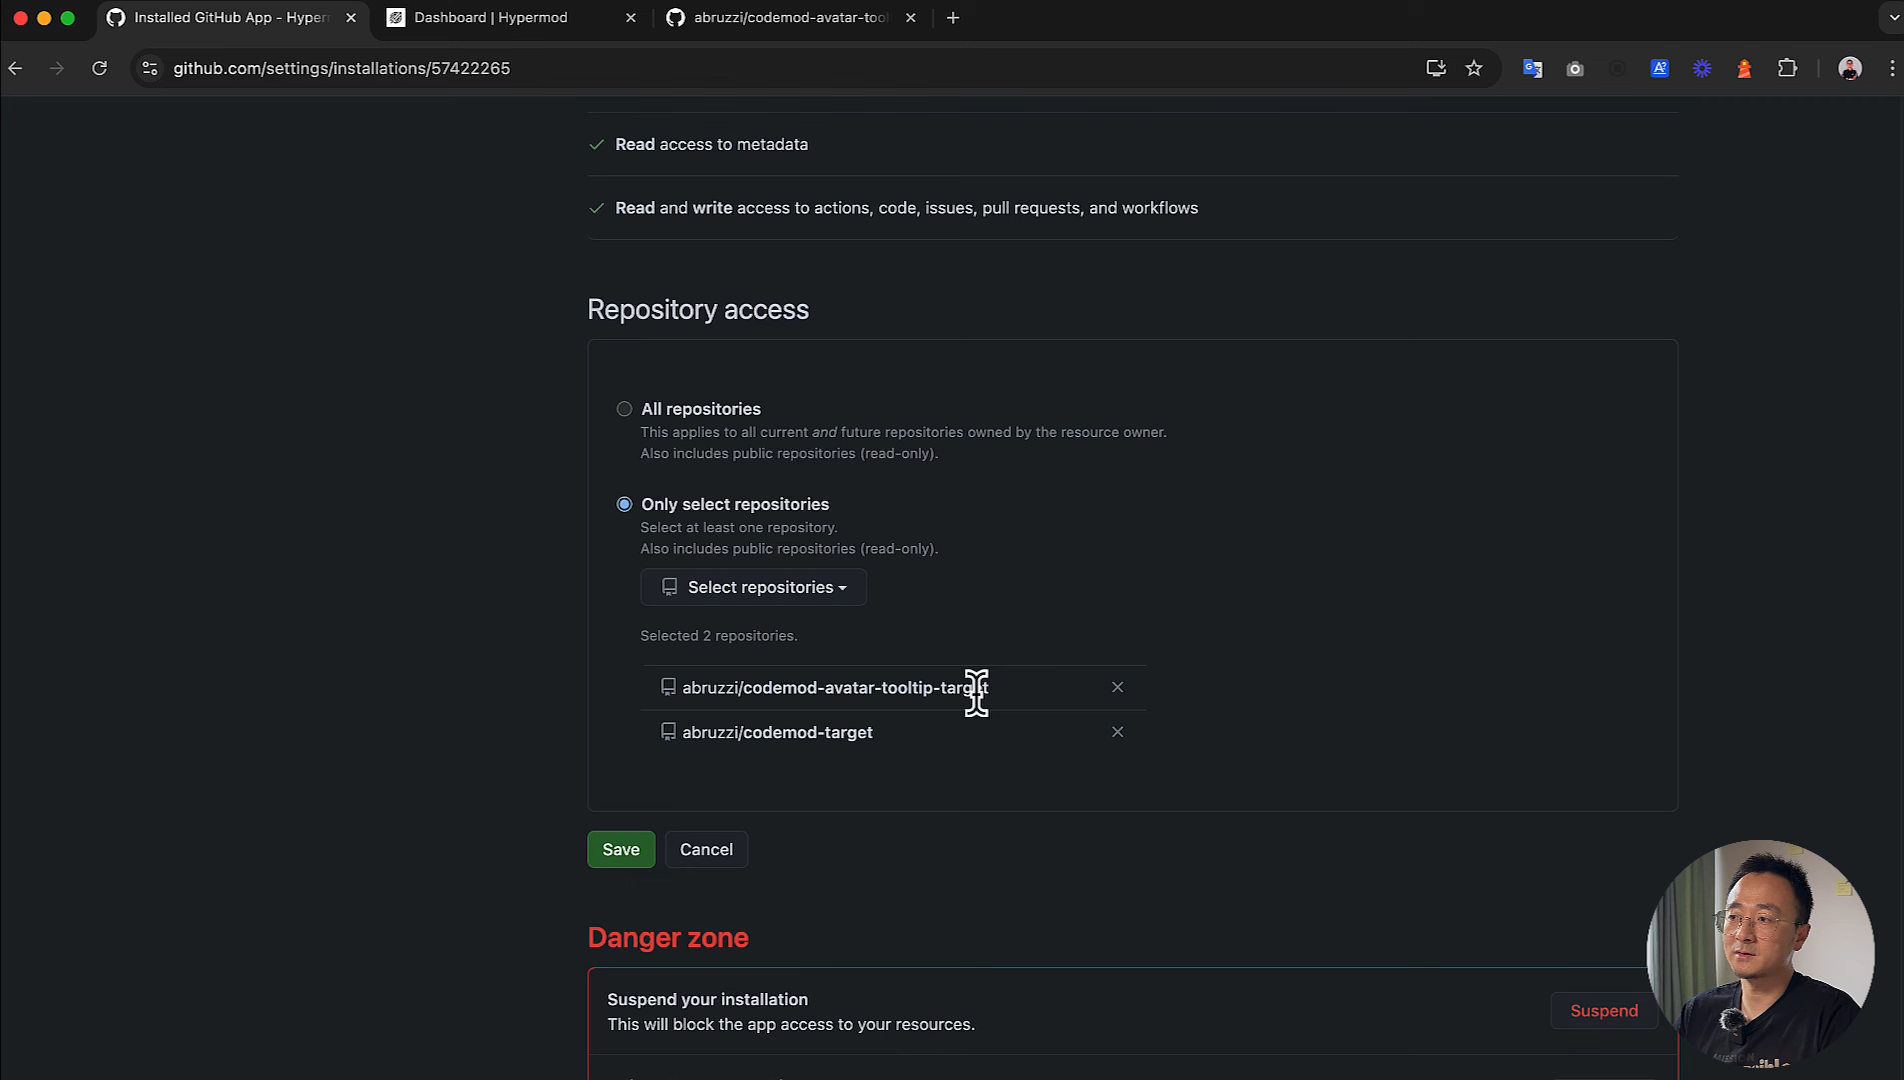 Installed GitHub App - Hyper
Dashboard | Hypermod
abruzzi/codemod-avatar-tool
github.com/settings/installations/57422265
Read access to metadata
Read and write access to actions, code, issues, pull requests, and workflows
Repository access
All repositories
This applies to all current and future repositories owned by the resource owner.
Also includes public repositories (read-only).
Only select repositories
Select at least one repository.
Also includes public repositories (read-only).
Select repositories
Selected 2 repositories.
abruzzi/codemod-avatar-tooltip-target
abruzzi/codemod-target
Save
Cancel
Danger zone
Suspend your installation
This will block the app access to your resources.
Suspend